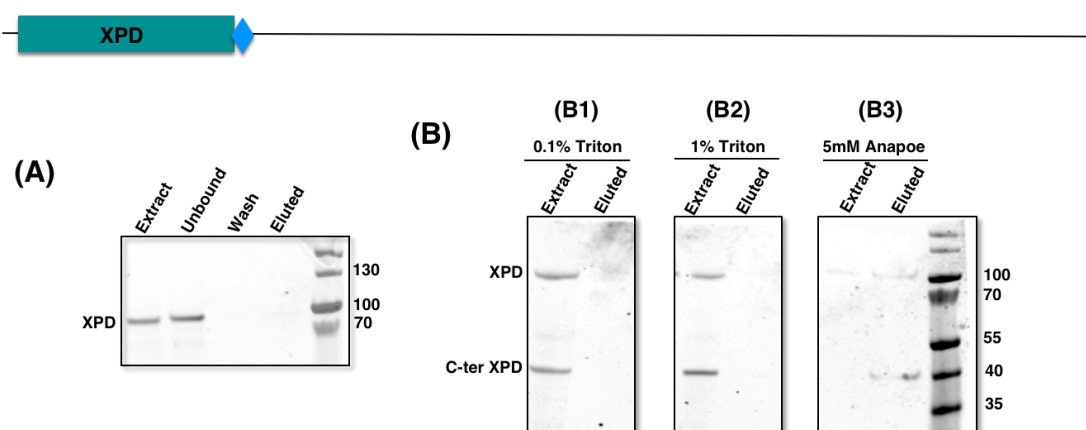 XPD
(A)
Extract Unbound Wash Eluted
130
100
70
XPD
(B)
(B1) (B2) (B3)
0.1% Triton 1% Triton 5mM Anapoe
Extract Eluted Extract Eluted Extract Eluted
XPD
C-ter XPD
100
70
55
40
35